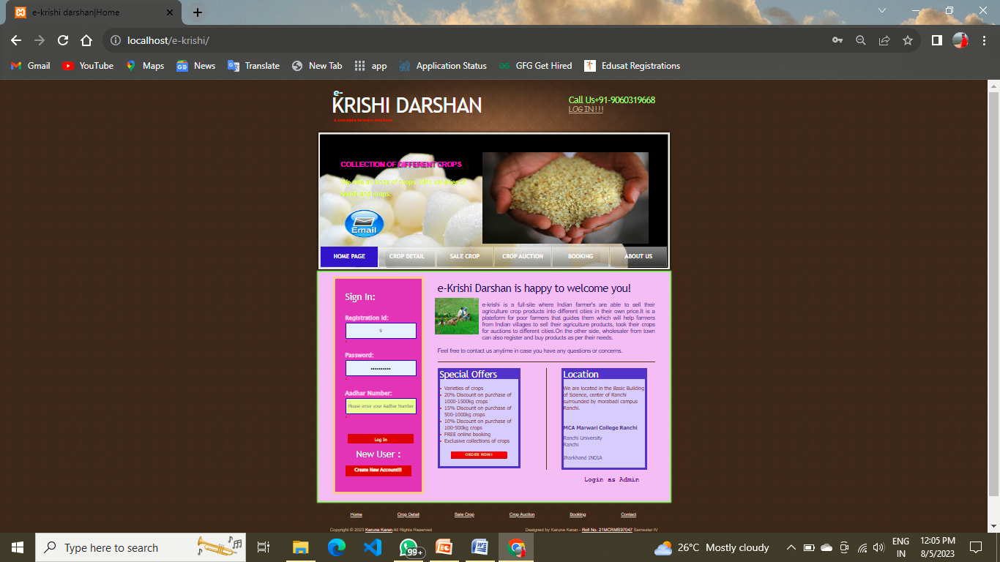 e-krishi darshan|Home
localhost/e-krishi/
Gmail YouTube Maps News Translate New Tab app Application Status GFG Get Hired Edusat Registrations
e-
KRISHI DARSHAN
Call Us+91-9060319668
LOG IN !!!
COLLECTION OF DIFFERENT CROPS
Email
HOME PAGE CROP DETAIL SALE CROP CROP AUCTION BOOKING ABOUT US
Sign In:
Registration Id:
9
*
Password:
••••••••••
*
Aadhar Number:
Please enter your Aadhar Number
*
Log In
New User :
Create New Account!!!
e-Krishi Darshan is happy to welcome you!
e-krishi is a full-site where Indian farmer's are able to sell their
agriculture crop products into different cities in their own price.It is a
plateform for poor farmers that guides them which will help farmers
from Indian villages to sell their agriculture products, took their crops
for auctions to different cities.On the other side, wholesaler from town
can also register and buy products as per their needs.
Feel free to contact us anytime in case you have any questions or concerns.
Special Offers
Varieties of crops
20% Discount on purchase of
1000-1500kg crops
15% Discount on purchase of
500-1000kg crops
10% Discount on purchase of
100-500kg crops
FREE online booking
Exclusive collections of crops
ORDER NOW!
Location
We are located in the Basic Building
of Science, center of Ranchi
surrounded by morabadi campus
Ranchi.
MCA Marwari College Ranchi
Ranchi University
Ranchi
Jharkhand INDIA
Login as Admin
Home Crop Detail Sale Crop Crop Auction Booking Contact
Copyright © 2023 Karuna Karan All Rights Reserved
Designed by Karuna Karan - Roll No. 21MCRMS97047 Semester IV
Type here to search
99+
26°C Mostly cloudy
ENG
IN
12:05 PM
8/5/2023